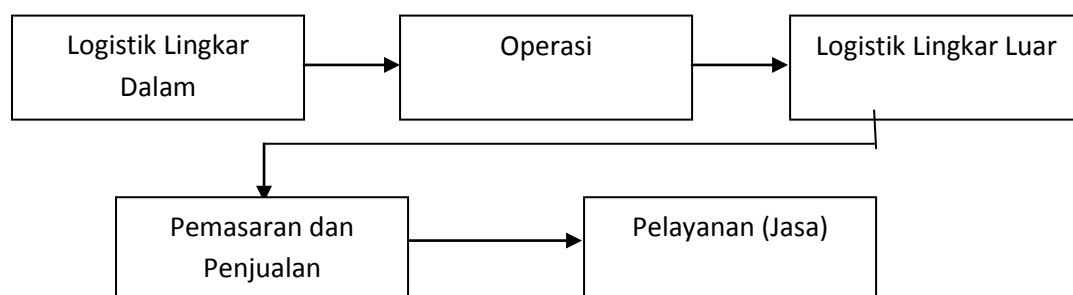 Logistik Lingkar
Dalam
Operasi
Logistik Lingkar Luar
Pemasaran dan
Penjualan
Pelayanan (Jasa)